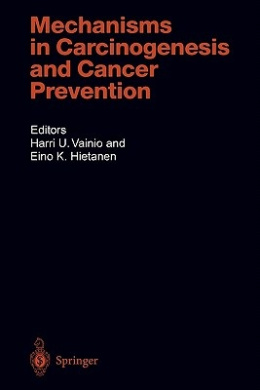 Mechanisms
in Carcinogenesis
and Cancer
Prevention
Editors
Harri U. Vainio and
Eino K. Hietanen
Springer